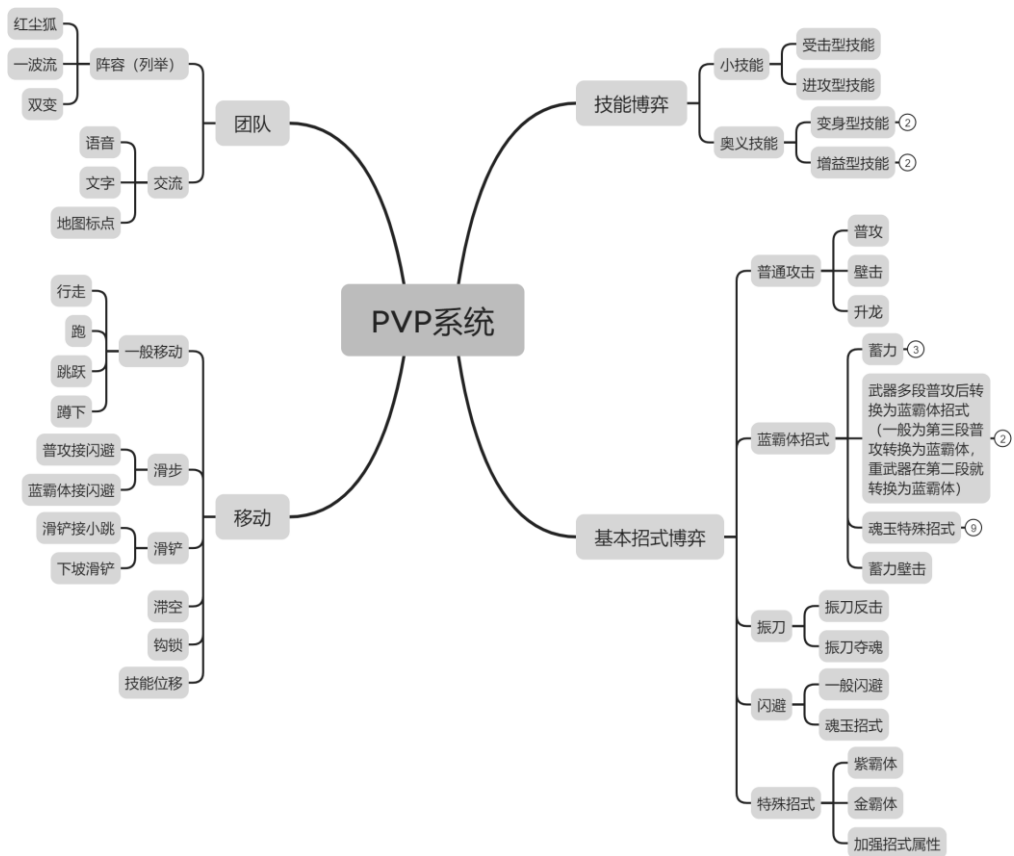 PVP系统
团队
阵容（列举）
红尘狐
一波流
双变
交流
语音
文字
地图标点
移动
一般移动
行走
跑
跳跃
蹲下
滑步
普攻接闪避
蓝霸体接闪避
滑铲
滑铲接小跳
下坡滑铲
滞空
钩锁
技能位移
技能博弈
小技能
受击型技能
进攻型技能
奥义技能
变身型技能
2
增益型技能
2
基本招式博弈
普通攻击
普攻
壁击
升龙
蓝霸体招式
蓄力
3
武器多段普攻后转
换为蓝霸体招式
（一般为第三段普
攻转换为蓝霸体，
重武器在第二段就
转换为蓝霸体）
2
魂玉特殊招式
9
蓄力壁击
振刀
振刀反击
振刀夺魂
闪避
一般闪避
魂玉招式
特殊招式
紫霸体
金霸体
加强招式属性